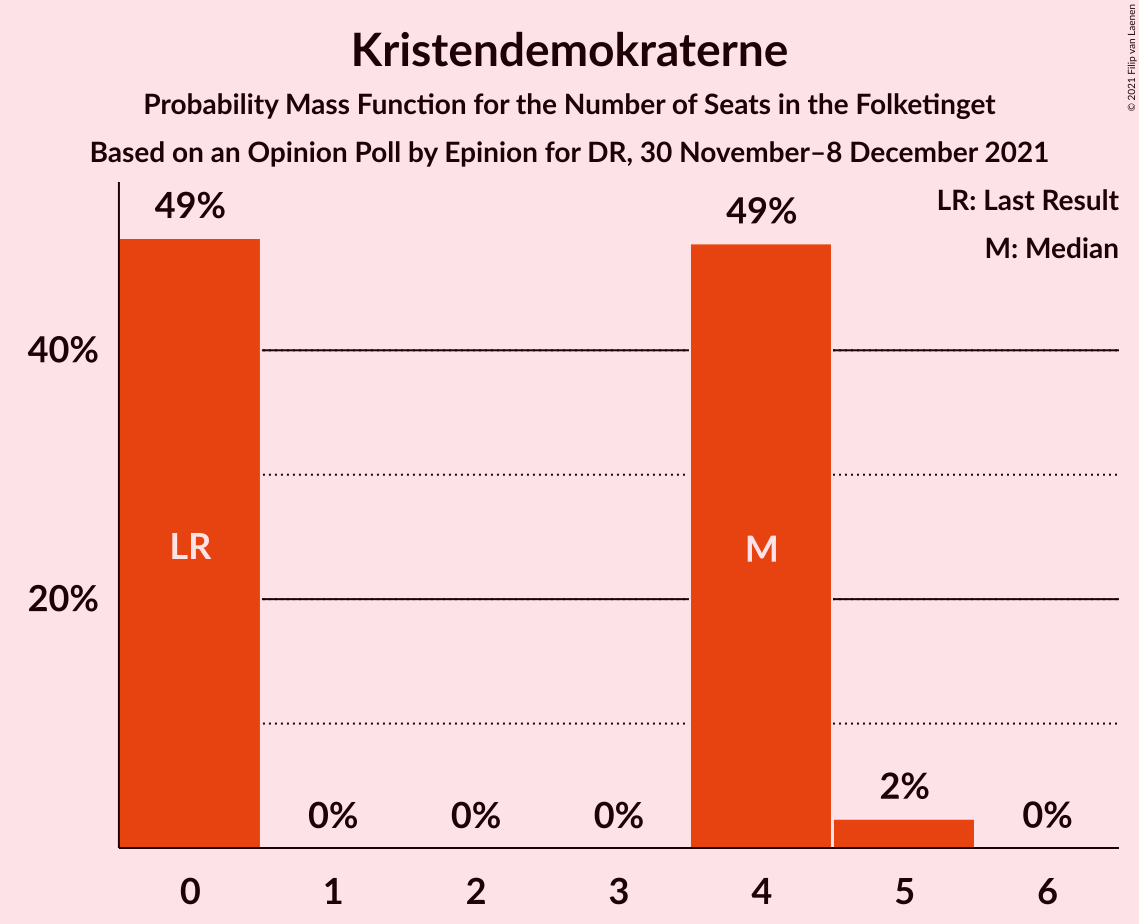 Kristendemokraterne
Probability Mass Function for the Number of Seats in the Folketinget
Based on an Opinion Poll by Epinion for DR, 30 November–8 December 2021
© 2021 Filip van Laenen
LR: Last Result
M: Median
49%
49%
40%
LR
M
20%
0%
0%
0%
2%
0%
0
1
2
3
4
5
6